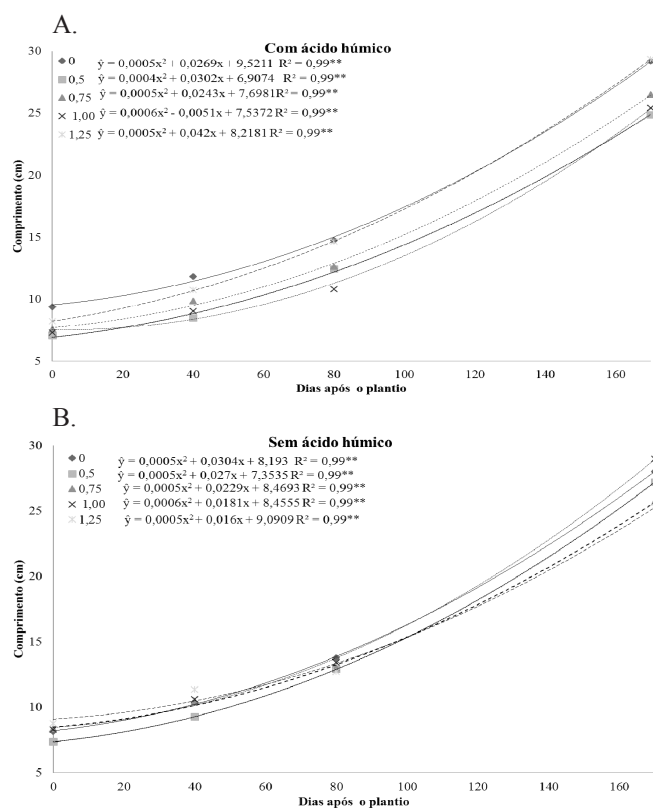 A.
Com ácido húmico
0 ŷ = 0,0005x² + 0,0269x + 9,5211 R² = 0,99**
0,5 ŷ = 0,0004x² + 0,0302x + 6,9074 R² = 0,99**
0,75 ŷ = 0,0005x² + 0,0243x + 7,6981 R² = 0,99**
1,00 ŷ = 0,0006x² - 0,0051x + 7,5372 R² = 0,99**
1,25 ŷ = 0,0005x² + 0,042x + 8,2181 R² = 0,99**
Comprimento (cm)
30
25
20
15
10
5
0 20 40 60 80 100 120 140 160
Dias após o plantio
B.
Sem ácido húmico
0 ŷ = 0,0005x² + 0,0304x + 8,193 R² = 0,99**
0,5 ŷ = 0,0005x² + 0,027x + 7,3535 R² = 0,99**
0,75 ŷ = 0,0005x² + 0,0229x + 8,4693 R² = 0,99**
1,00 ŷ = 0,0006x² + 0,0181x + 8,4555 R² = 0,99**
1,25 ŷ = 0,0005x² + 0,016x + 9,0909 R² = 0,99**
Comprimento (cm)
30
25
20
15
10
5
0 20 40 60 80 100 120 140 160
Dias após o plantio